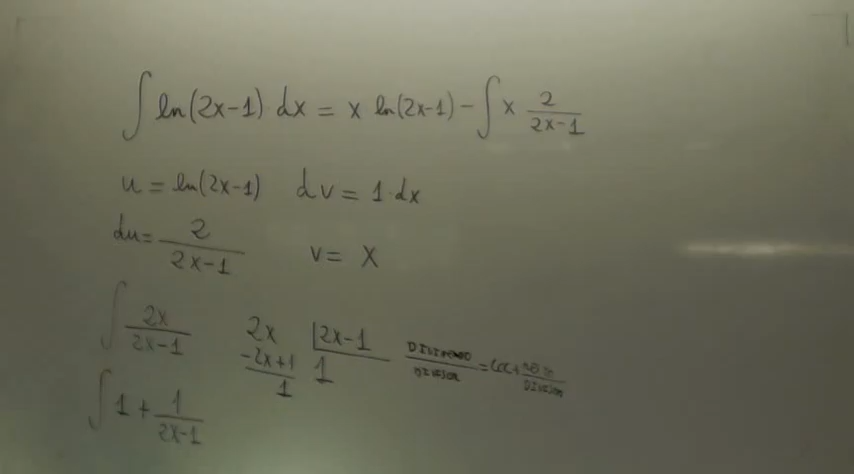 ∫ ln(2x-1) dx = x ln(2x-1) - ∫ x 2/(2x-1)
u = ln(2x-1) dv = 1·dx
du = 2/(2x-1) v = x
∫ 2x/(2x-1) 2x |2x-1
-2x+1 1
1
∫ 1 + 1/(2x-1)